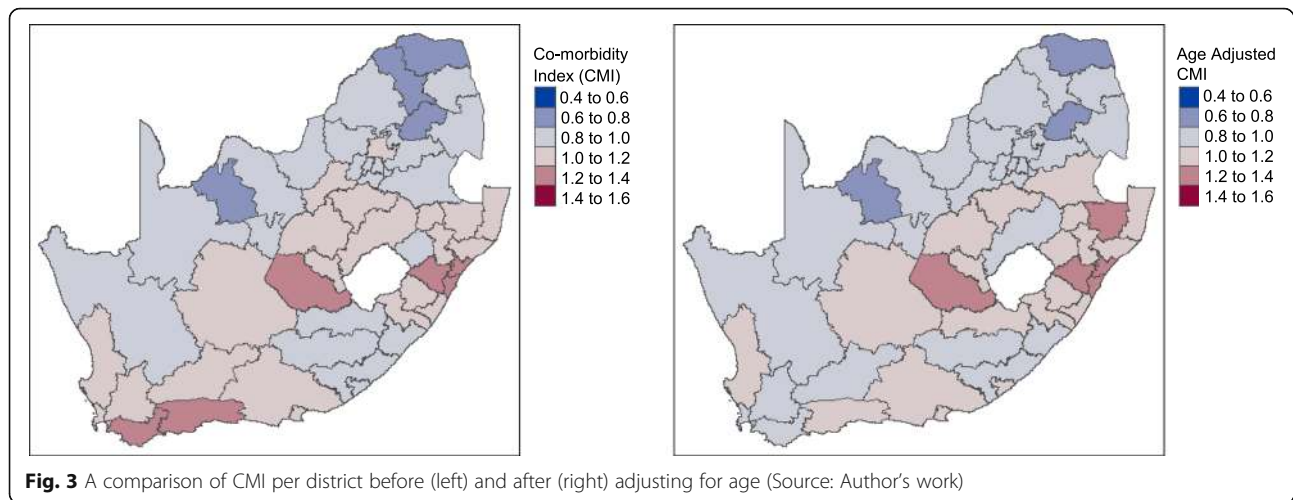 Co-morbidity
Index (CMI)
0.4 to 0.6
0.6 to 0.8
0.8 to 1.0
1.0 to 1.2
1.2 to 1.4
1.4 to 1.6
Age Adjusted
CMI
0.4 to 0.6
0.6 to 0.8
0.8 to 1.0
1.0 to 1.2
1.2 to 1.4
1.4 to 1.6
Fig. 3 A comparison of CMI per district before (left) and after (right) adjusting for age (Source: Author's work)